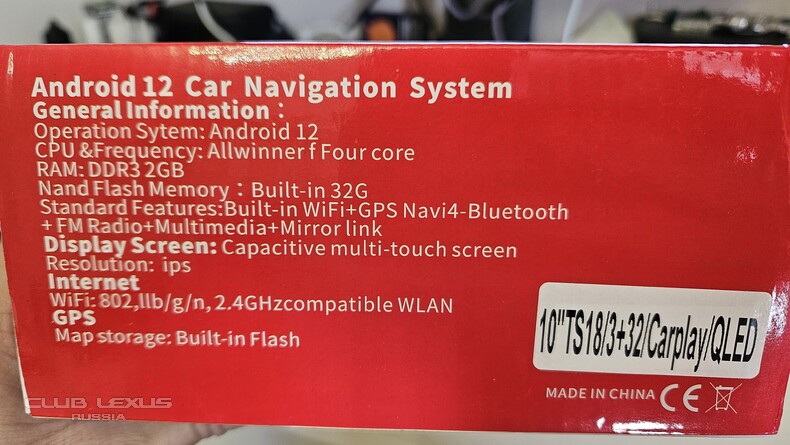 Android 12 Car Navigation System
General Information：
Operation Sytem: Android 12
CPU &Frequency: Allwinner f Four core
RAM: DDR3 2GB
Nand Flash Memory：Built-in 32G
Standard Features:Built-in WiFi+GPS Navi4-Bluetooth
+ FM Radio+Multimedia+Mirror link
Display Screen: Capacitive multi-touch screen
Resolution: ips
Internet
WiFi: 802,llb/g/n, 2.4GHzcompatible WLAN
GPS
Map storage: Built-in Flash
10"TS18/3+32/Carplay/QLED
MADE IN CHINA CE
CLUB LEXUS
RUSSIA